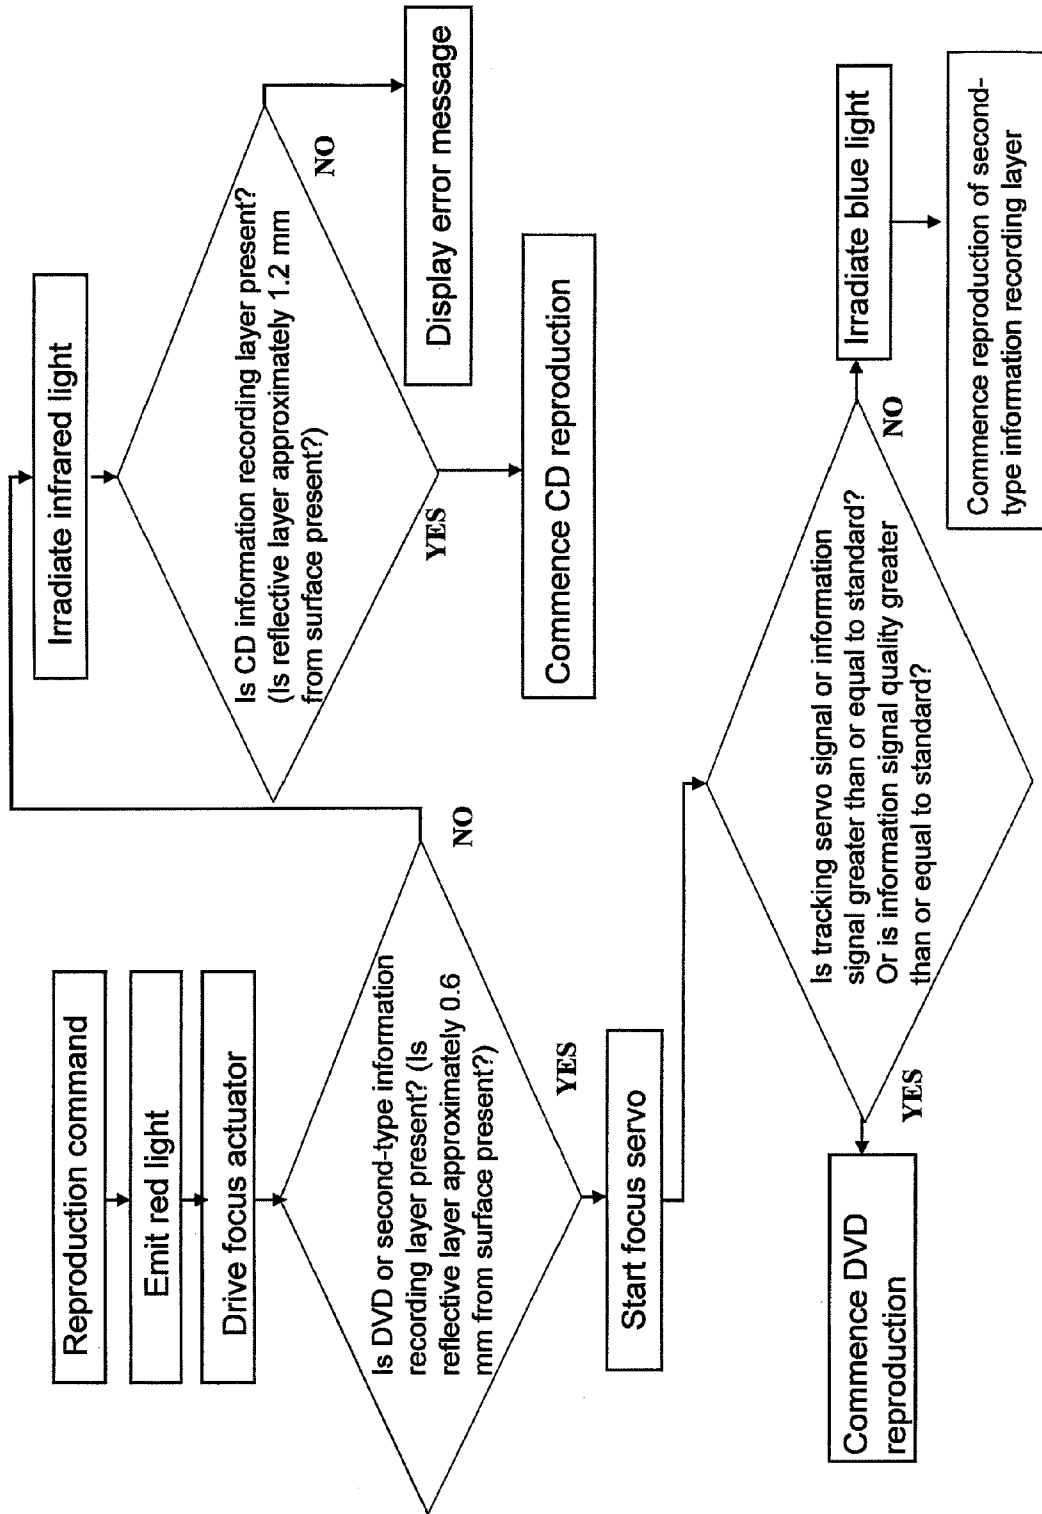 Reproduction command
Emit red light
Drive focus actuator
Is DVD or second-type information
recording layer present? (Is
reflective layer approximately 0.6
mm from surface present?)
NO
YES
Start focus servo
Irradiate infrared light
Is CD information recording layer present?
(Is reflective layer approximately 1.2 mm
from surface present?)
NO
YES
Display error message
Commence CD reproduction
Is tracking servo signal or information
signal greater than or equal to standard?
Or is information signal quality greater
than or equal to standard?
YES
NO
Commence DVD
reproduction
Irradiate blue light
Commence reproduction of second-
type information recording layer